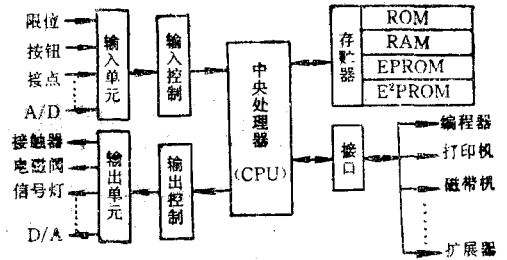 限位
按钮
接点
A/D
输入单元
输入控制
接触器
电磁阀
信号灯
D/A
输出单元
输出控制
中央处理器
(CPU)
存贮器
ROM
RAM
EPROM
E²PROM
接口
编程器
打印机
磁带机
扩展器